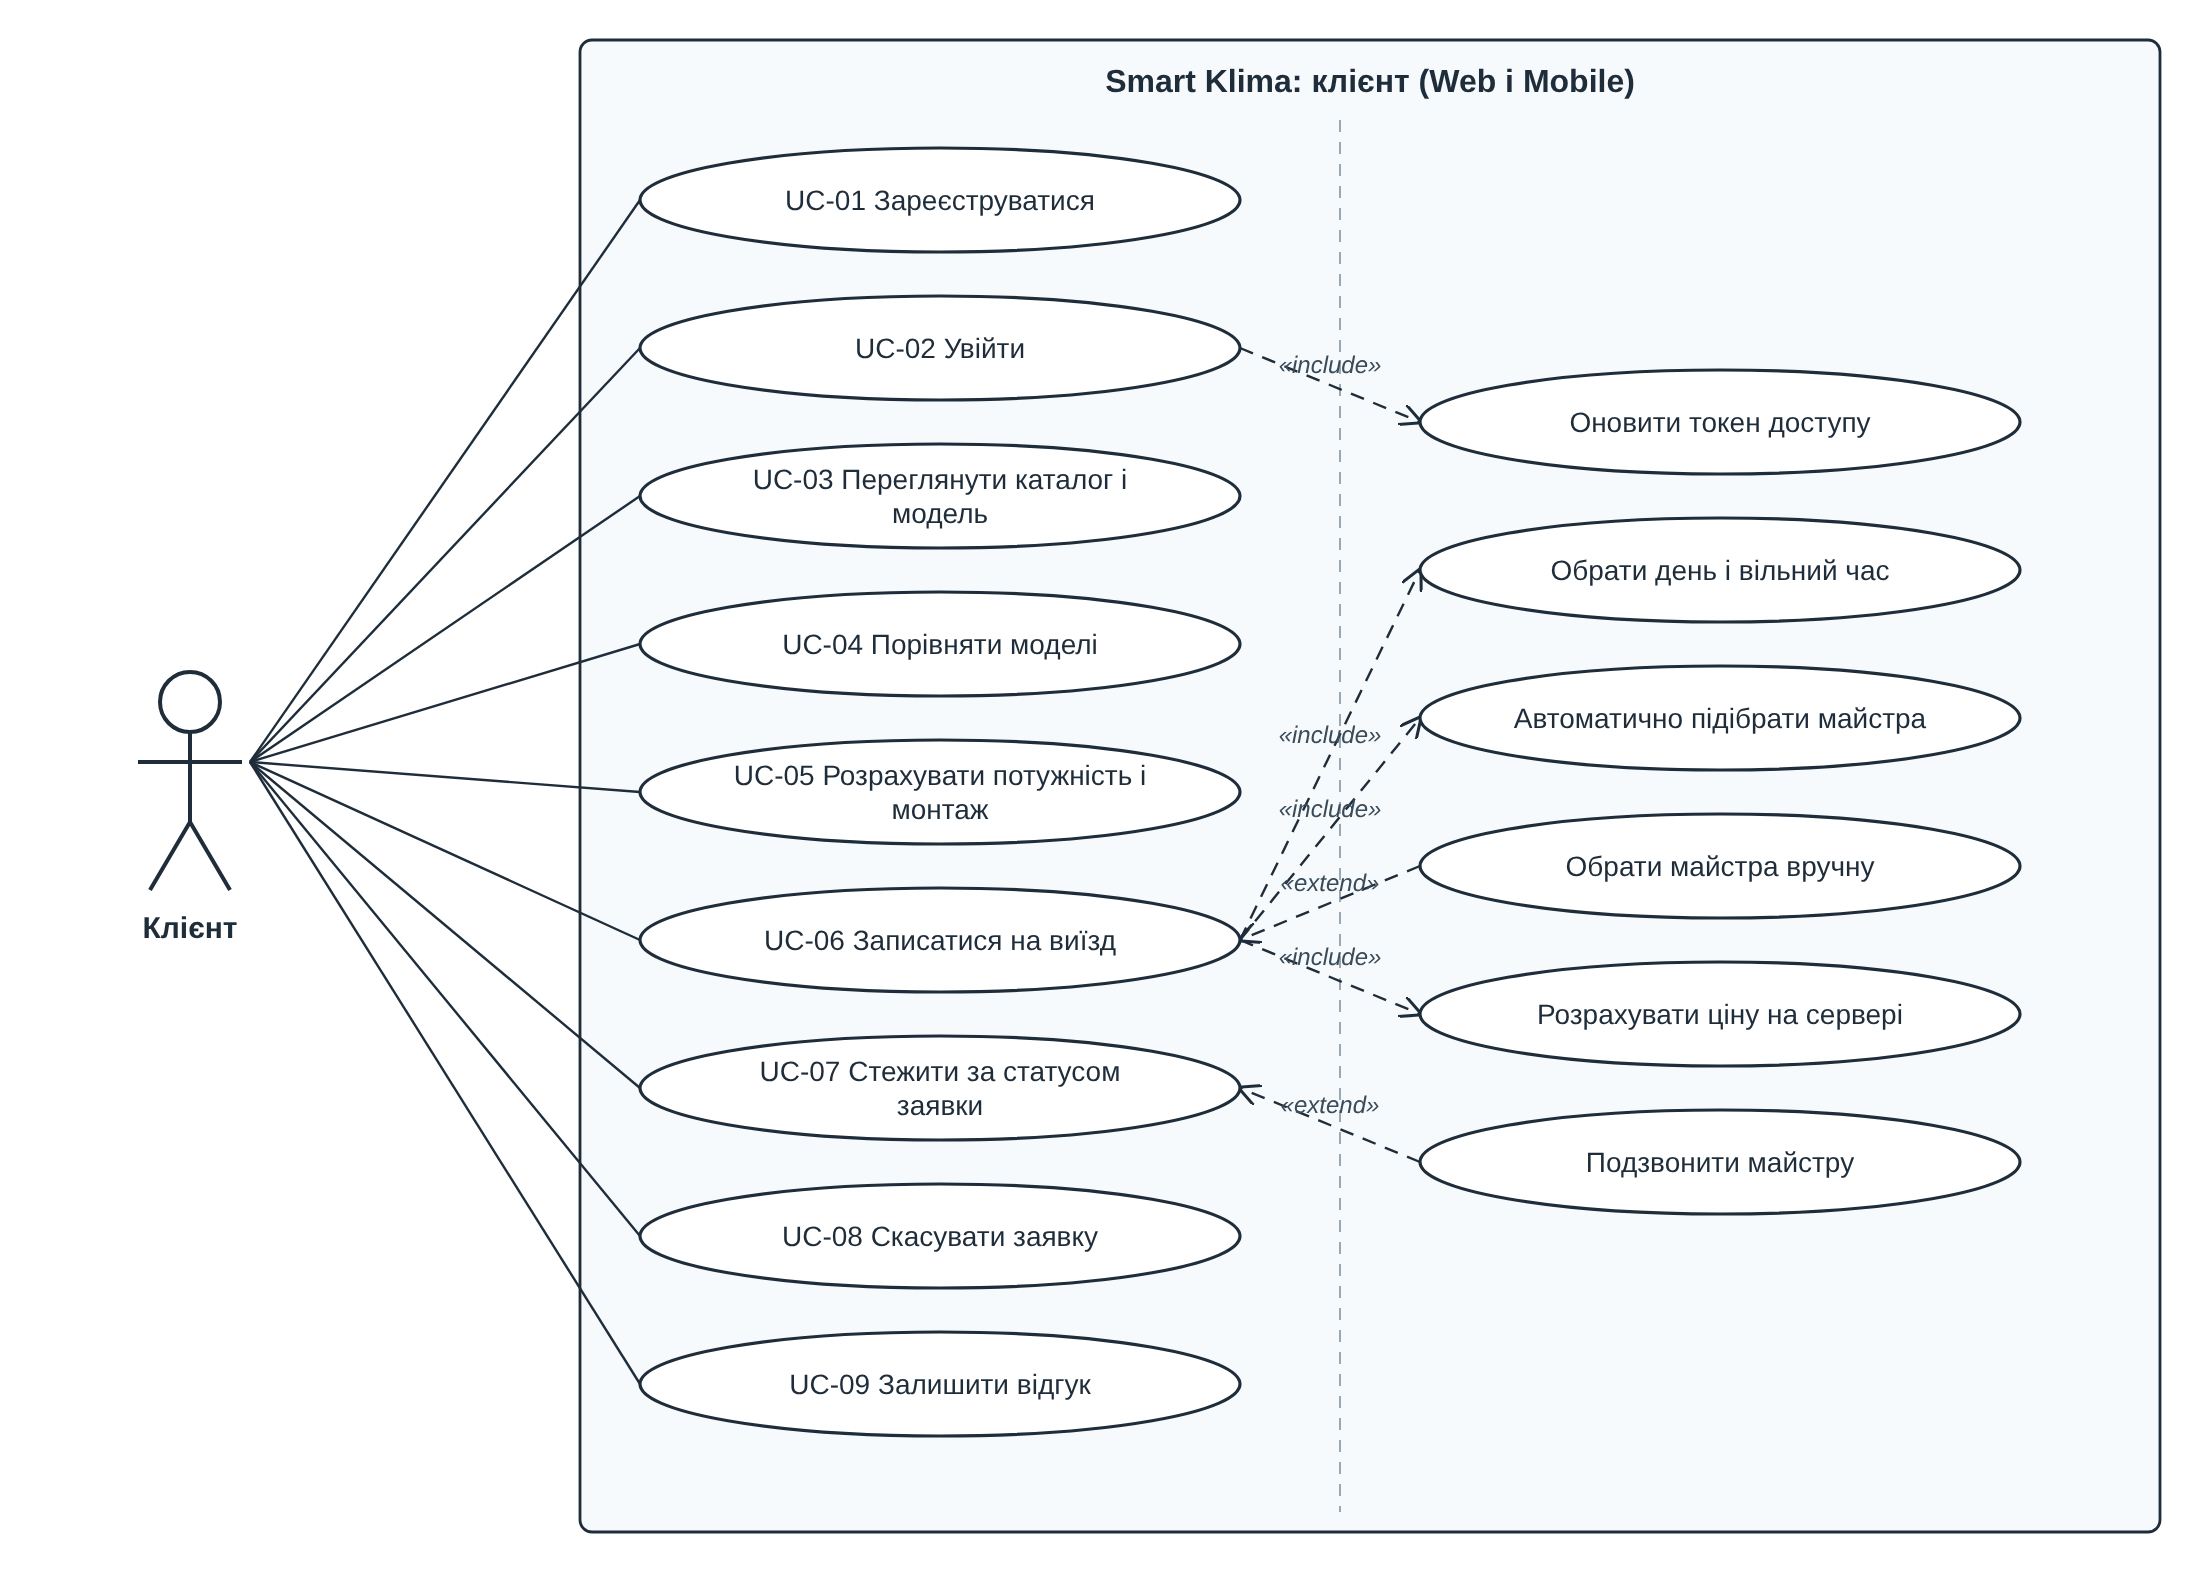 Smart Klima: клієнт (Web і Mobile)
UC-01 Зареєструватися
UC-02 Увійти
«include»
Оновити токен доступу
UC-03 Переглянути каталог і
модель
Обрати день і вільний час
UC-04 Порівняти моделі
«include»
Автоматично підібрати майстра
UC-05 Розрахувати потужність і
монтаж
«include»
Обрати майстра вручну
«extend»
Клієнт
UC-06 Записатися на виїзд
«include»
Розрахувати ціну на сервері
UC-07 Стежити за статусом
заявки
«extend»
Подзвонити майстру
UC-08 Скасувати заявку
UC-09 Залишити відгук